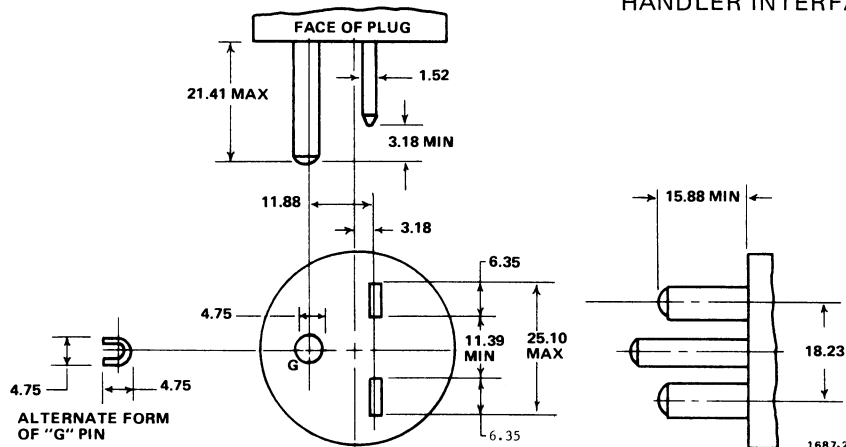 HANDLER INTERFA
FACE OF PLUG
21.41 MAX
1.52
3.18 MIN
11.88
3.18
15.88 MIN
6.35
4.75
11.39
MIN
25.10
MAX
18.23
G
4.75
4.75
ALTERNATE FORM
OF "G" PIN
6.35
1687-2